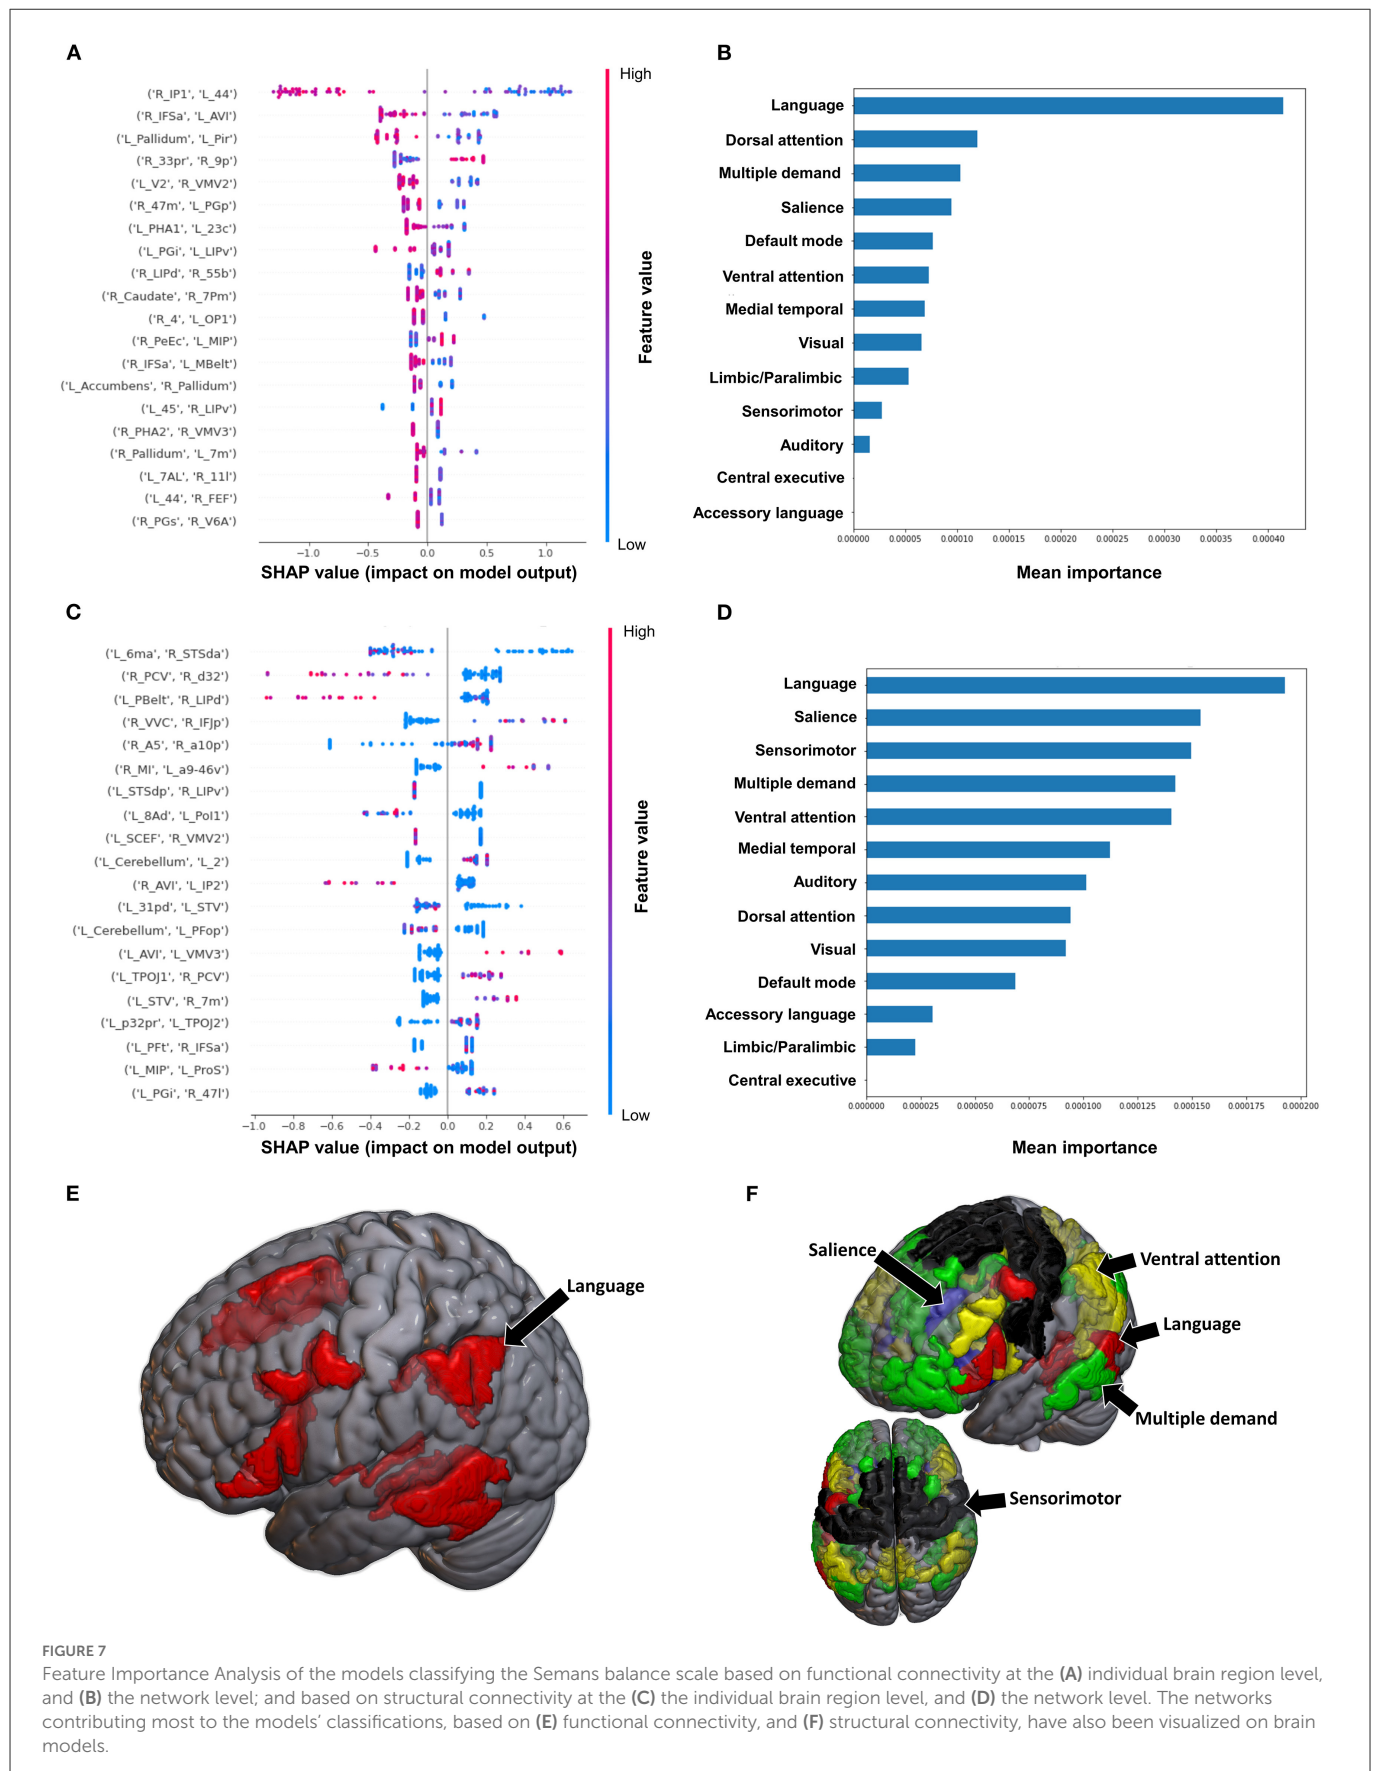 A
('R_IP1', 'L_44')
('R_IFSa', 'L_AVI')
('L_Pallidum', 'L_Pir')
('R_33pr', 'R_9p')
('L_V2', 'R_VMV2')
('R_47m', 'L_PGp')
('L_PHA1', 'L_23c')
('L_PGi', 'L_LIPv')
('R_LIPd', 'R_55b')
('R_Caudate', 'R_7Pm')
('R_4', 'L_OP1')
('R_PeEc', 'L_MIP')
('R_IFSa', 'L_MBelt')
('L_Accumbens', 'R_Pallidum')
('L_45', 'R_LIPv')
('R_PHA2', 'R_VMV3')
('R_Pallidum', 'L_7m')
('L_7AL', 'R_11l')
('L_44', 'R_FEF')
('R_PGs', 'R_V6A')
−1.0 −0.5 0.0 0.5 1.0
SHAP value (impact on model output)
High
Feature value
Low
B
Language
Dorsal attention
Multiple demand
Salience
Default mode
Ventral attention
Medial temporal
Visual
Limbic/Paralimbic
Sensorimotor
Auditory
Central executive
Accessory language
0.00000 0.00005 0.00010 0.00015 0.00020 0.00025 0.00030 0.00035 0.00040
Mean importance
C
('L_6ma', 'R_STSda')
('R_PCV', 'R_d32')
('L_PBelt', 'R_LIPd')
('R_VVC', 'R_IFJp')
('R_A5', 'R_a10p')
('R_MI', 'L_a9-46v')
('L_STSdp', 'R_LIPv')
('L_8Ad', 'L_PoI1')
('L_SCEF', 'R_VMV2')
('L_Cerebellum', 'L_2')
('R_AVI', 'L_IP2')
('L_31pd', 'L_STV')
('L_Cerebellum', 'L_PFop')
('L_AVI', 'L_VMV3')
('L_TPOJ1', 'R_PCV')
('L_STV', 'R_7m')
('L_p32pr', 'L_TPOJ2')
('L_PFt', 'R_IFSa')
('L_MIP', 'L_ProS')
('L_PGi', 'R_47l')
−1.0 −0.8 −0.6 −0.4 −0.2 0.0 0.2 0.4 0.6
SHAP value (impact on model output)
High
Feature value
Low
D
Language
Salience
Sensorimotor
Multiple demand
Ventral attention
Medial temporal
Auditory
Dorsal attention
Visual
Default mode
Accessory language
Limbic/Paralimbic
Central executive
0.000000 0.000025 0.000050 0.000075 0.000100 0.000125 0.000150 0.000175 0.000200
Mean importance
E
Language
F
Salience
Ventral attention
Language
Multiple demand
Sensorimotor
FIGURE 7
Feature Importance Analysis of the models classifying the Semans balance scale based on functional connectivity at the (A) individual brain region level,
and (B) the network level; and based on structural connectivity at the (C) the individual brain region level, and (D) the network level. The networks
contributing most to the models' classifications, based on (E) functional connectivity, and (F) structural connectivity, have also been visualized on brain
models.